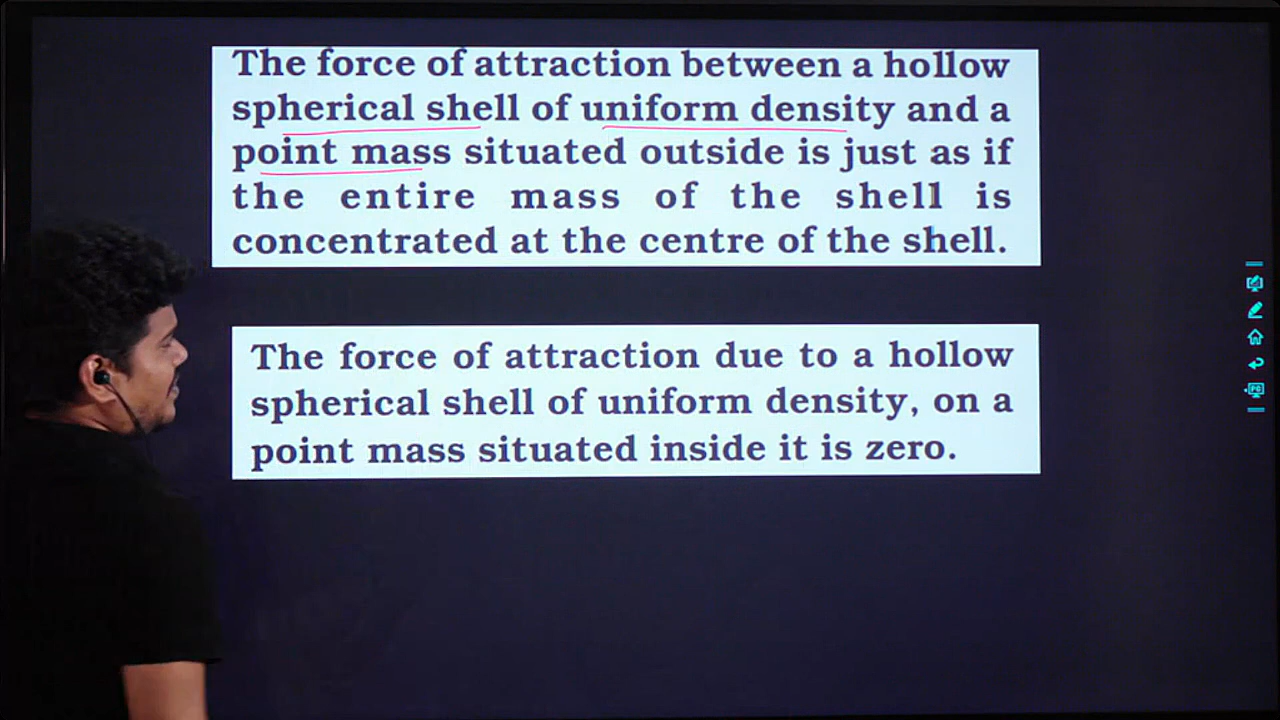 The force of attraction between a hollow
spherical shell of uniform density and a
point mass situated outside is just as if
the entire mass of the shell is
concentrated at the centre of the shell.
The force of attraction due to a hollow
spherical shell of uniform density, on a
point mass situated inside it is zero.